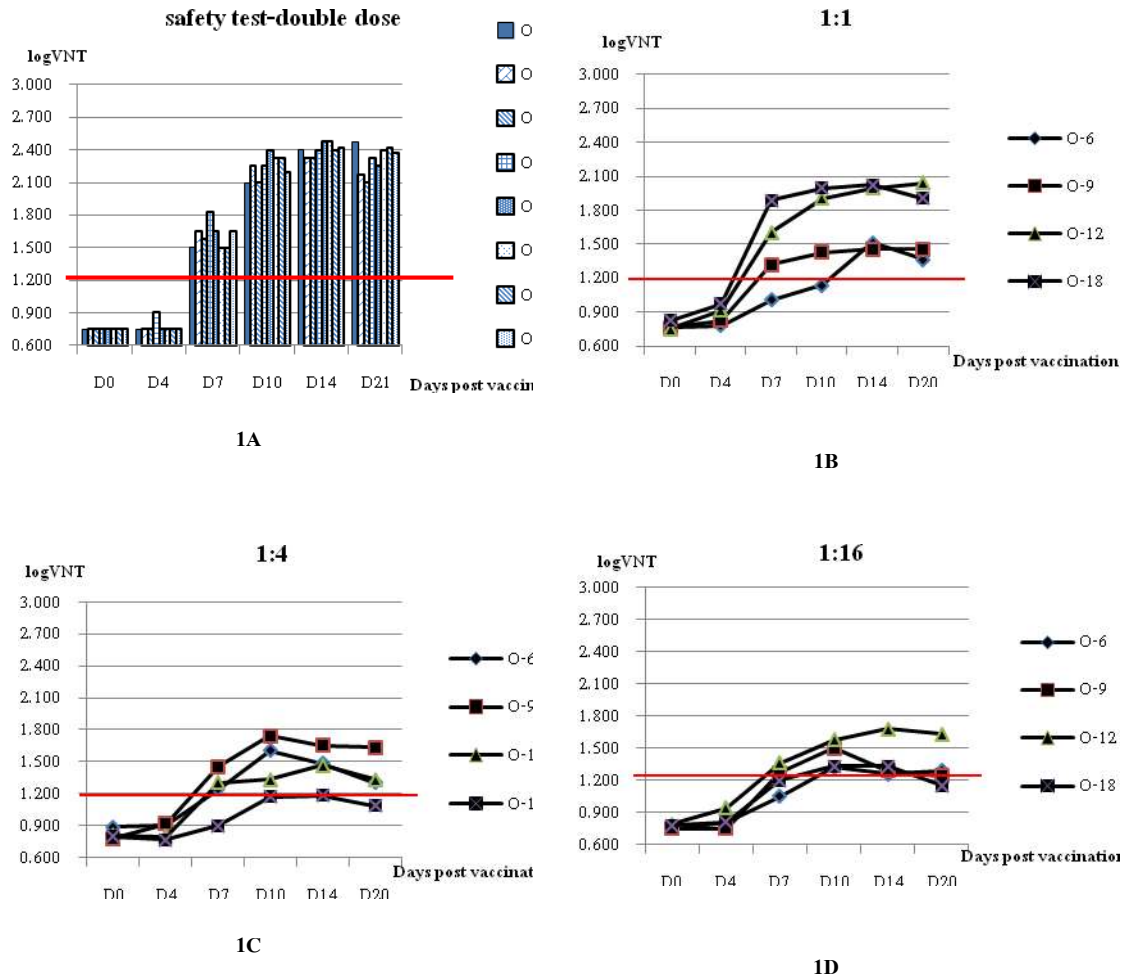 safety test-double dose
logVNT
3.000
2.700
2.400
2.100
1.800
1.500
1.200
0.900
0.600
D0 D4 D7 D10 D14 D21
Days post vaccin
O
O
O
O
O
O
O
O
1A
1:1
logVNT
3.000
2.700
2.400
2.100
1.800
1.500
1.200
0.900
0.600
D0 D4 D7 D10 D14 D20
Days post vaccination
O-6
O-9
O-12
O-18
1B
1:4
logVNT
3.000
2.700
2.400
2.100
1.800
1.500
1.200
0.900
0.600
D0 D4 D7 D10 D14 D20
Days post vaccinat
O-6
O-9
O-1
O-1
1C
1:16
logVNT
3.000
2.700
2.400
2.100
1.800
1.500
1.200
0.900
0.600
D0 D4 D7 D10 D14 D20
Days post vaccination
O-6
O-9
O-12
O-18
1D